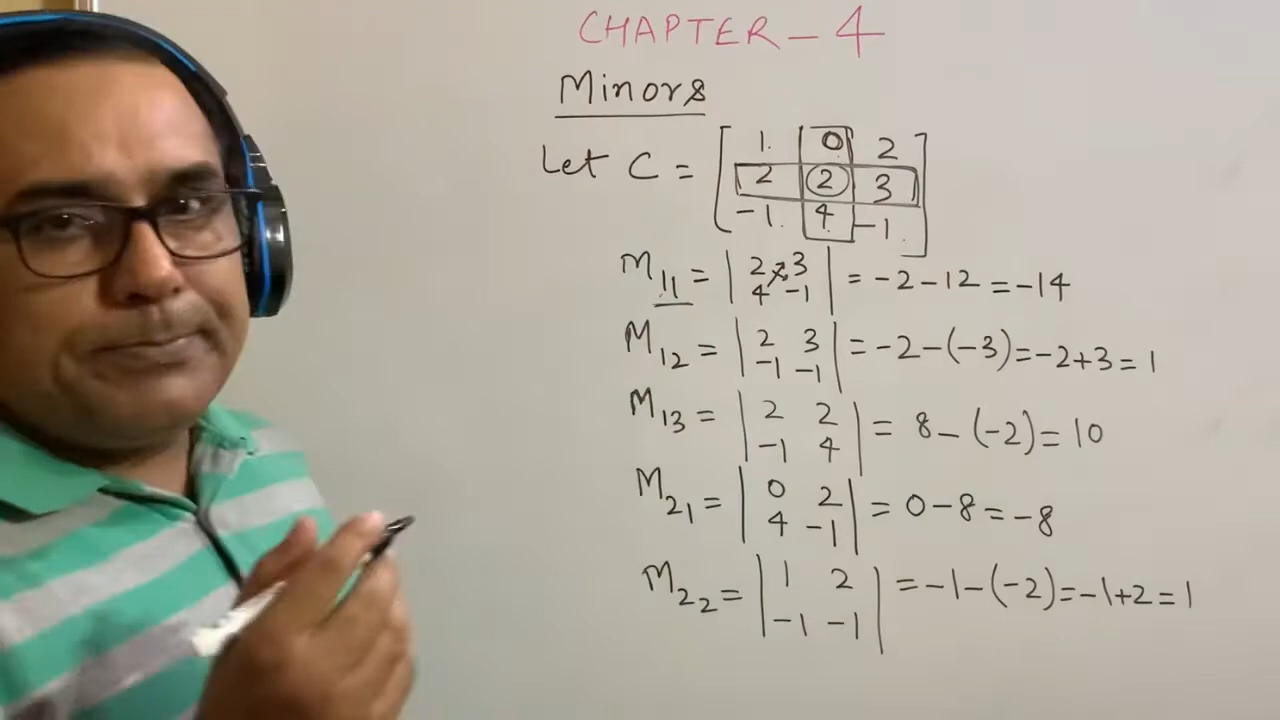 CHAPTER - 4
Minors
Let C = [ 1 0 2
2 2 3
-1 4 -1 ]
M11 = | 2 3
4 -1 | = -2 - 12 = -14
M12 = | 2 3
-1 -1 | = -2 - (-3) = -2+3 = 1
M13 = | 2 2
-1 4 | = 8 - (-2) = 10
M21 = | 0 2
4 -1 | = 0 - 8 = -8
M22 = | 1 2
-1 -1 | = -1 - (-2) = -1+2 = 1